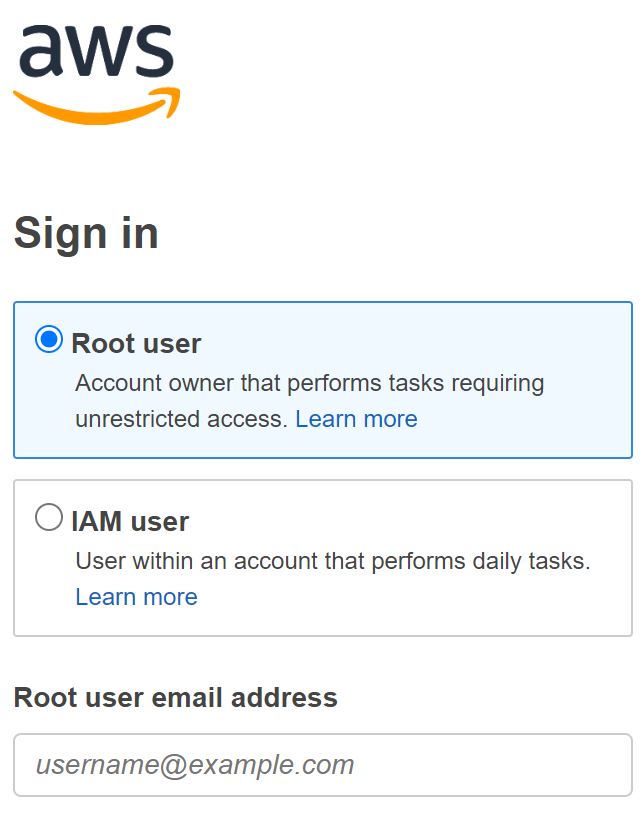 aws
Sign in
Root user
Account owner that performs tasks requiring
unrestricted access. Learn more
IAM user
User within an account that performs daily tasks.
Learn more
Root user email address
username@example.com